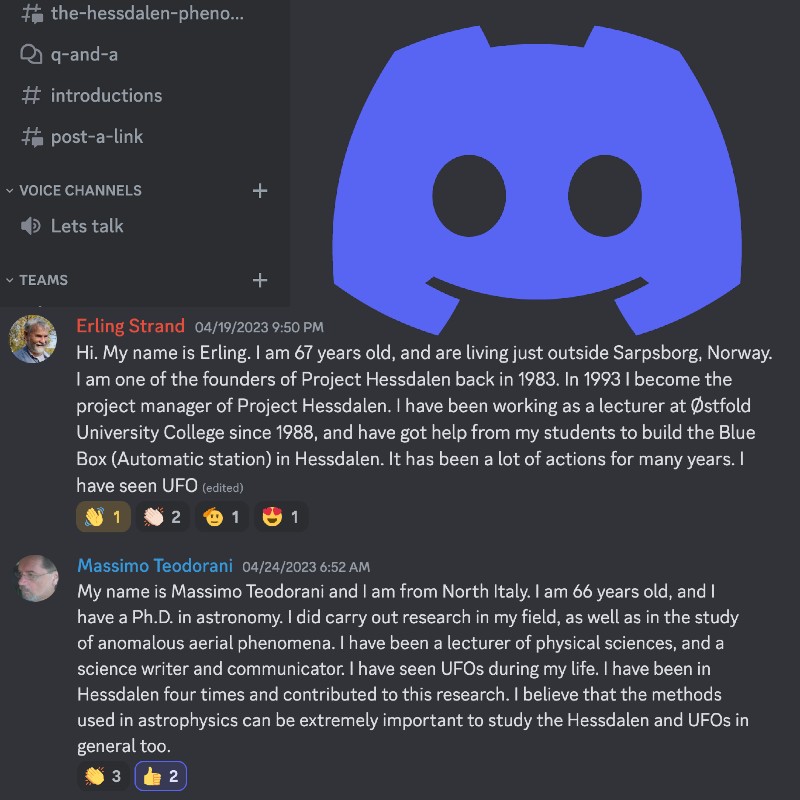 the-hessdalen-pheno...
q-and-a
introductions
post-a-link
VOICE CHANNELS
Lets talk
TEAMS
Erling Strand 04/19/2023 9:50 PM
Hi. My name is Erling. I am 67 years old, and are living just outside Sarpsborg, Norway.
I am one of the founders of Project Hessdalen back in 1983. In 1993 I become the
project manager of Project Hessdalen. I have been working as a lecturer at Østfold
University College since 1988, and have got help from my students to build the Blue
Box (Automatic station) in Hessdalen. It has been a lot of actions for many years. I
have seen UFO (edited)
1 2 1 1
Massimo Teodorani 04/24/2023 6:52 AM
My name is Massimo Teodorani and I am from North Italy. I am 66 years old, and I
have a Ph.D. in astronomy. I did carry out research in my field, as well as in the study
of anomalous aerial phenomena. I have been a lecturer of physical sciences, and a
science writer and communicator. I have seen UFOs during my life. I have been in
Hessdalen four times and contributed to this research. I believe that the methods
used in astrophysics can be extremely important to study the Hessdalen and UFOs in
general too.
3 2